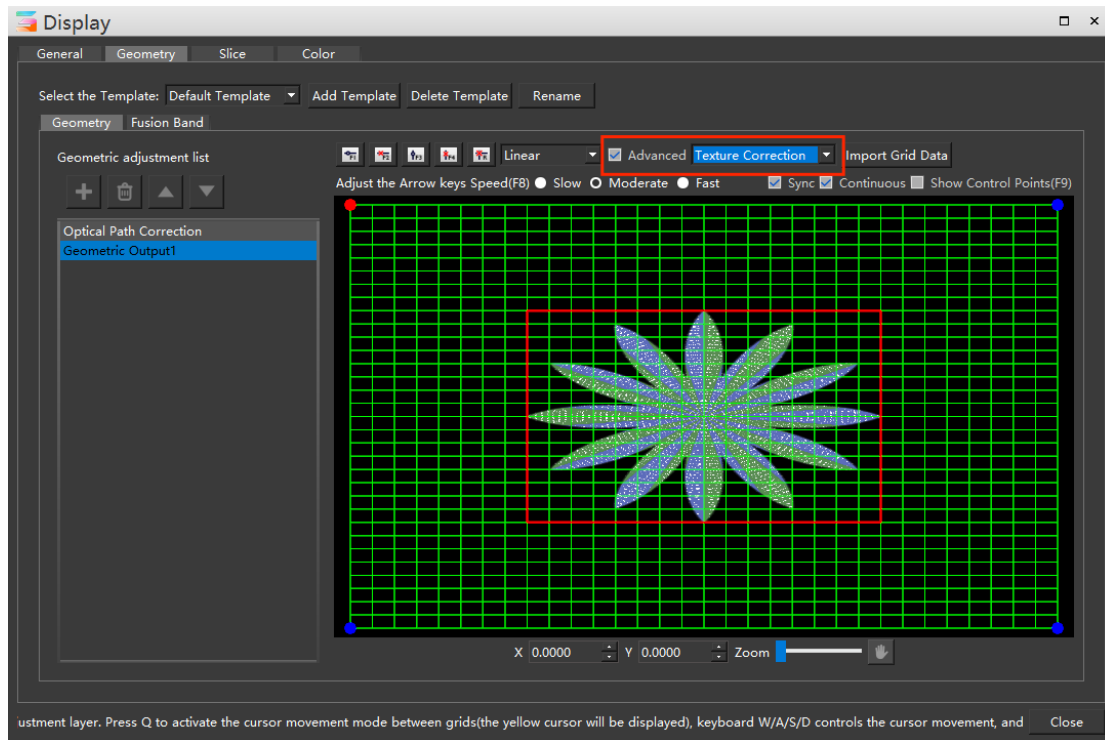 Display
General Geometry Slice Color
Select the Template: Default Template Add Template Delete Template Rename
Geometry Fusion Band
Geometric adjustment list
F1 F2 F3 F4 Linear Advanced Texture Correction Import Grid Data
Adjust the Arrow keys Speed(F8) Slow Moderate Fast Sync Continuous Show Control Points(F9)
Optical Path Correction
Geometric Output1
X 0.0000 Y 0.0000 Zoom
ustment layer. Press Q to activate the cursor movement mode between grids(the yellow cursor will be displayed), keyboard W/A/S/D controls the cursor movement, and Close